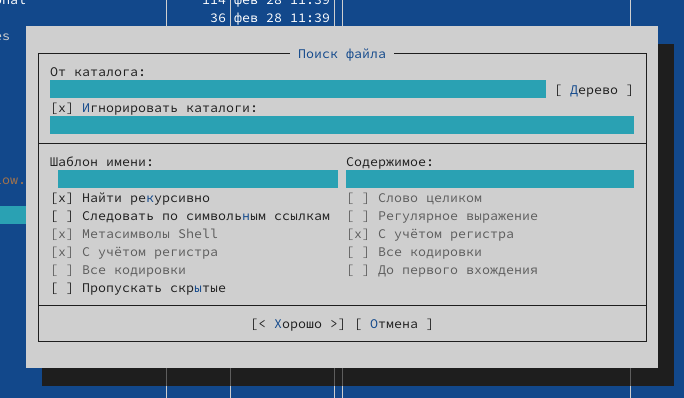 114 фев 28 11:39
36 фев 28 11:39
es
Поиск файла
От каталога:
[ Дерево ]
[x] Игнорировать каталоги:
Шаблон имени: Содержимое:
low.
[x] Найти рекурсивно [ ] Слово целиком
[ ] Следовать по символьным ссылкам [ ] Регулярное выражение
[x] Метасимволы Shell [x] С учётом регистра
[x] С учётом регистра [ ] Все кодировки
[ ] Все кодировки [ ] До первого вхождения
[ ] Пропускать скрытые
[< Хорошо >] [ Отмена ]